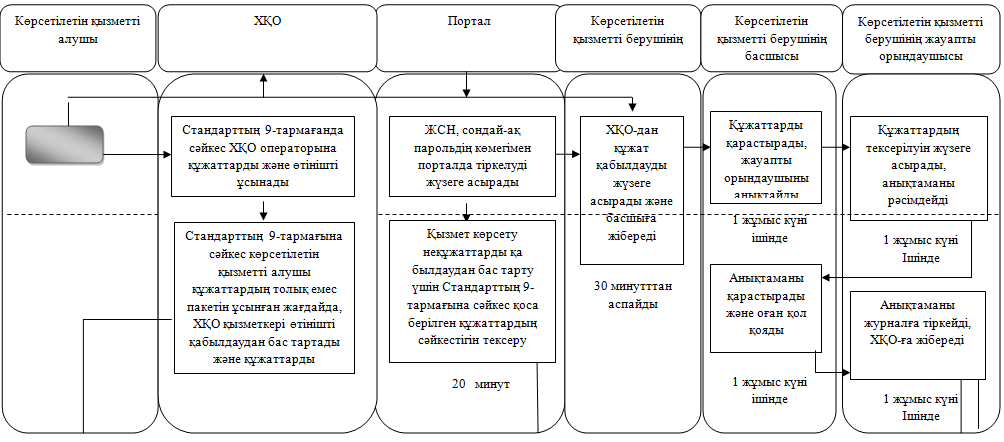 Көрсетілетін қызметті
алушы
ХҚО
Портал
Көрсетілетін
қызметті берушінің
Көрсетілетін
қызметті берушінің
басшысы
Көрсетілетін қызметті
берушінің жауапты
орындаушысы
Стандарттың 9-тармағанда
сәйкес ХҚО операторына
құжаттарды және өтінішті
ұсынады
Стандарттың 9-тармағына
сәйкес көрсетілетін
қызметті алушы
құжаттардың толық емес
пакетін ұсынған жағдайда,
ХҚО қызметкері өтінішті
қабылдаудан бас тартады
және құжаттарды
ЖСН, сондай-ақ
парольдің көмегімен
порталда тіркелуді
жүзеге асырады
Қызмет көрсету
неқұжаттарды қа
былдаудан бас тарту
үшін Стандарттың 9-
тармағына сәйкес қоса
берілген құжаттардың
сәйкестігін тексеру
20 минут
ХҚО-дан
құжат
қабылдауды
жүзеге
асырады және
басшыға
жібереді
30 минутттан
аспайды
Құжаттарды
қарастырады,
жауапты
орындаушыны
анықтайды
1 жұмыс күні
ішінде
Анықтаманы
қарастырады
және оған қол
қояды
1 жұмыс күні
ішінде
Құжаттардың
тексерілуін жүзеге
асырады,
анықтаманы
рәсімдейді
1 жұмыс күні
Ішінде
Анықтаманы
журналға тіркейді,
ХҚО-ға жібереді
1 жұмыс күні
Ішінде